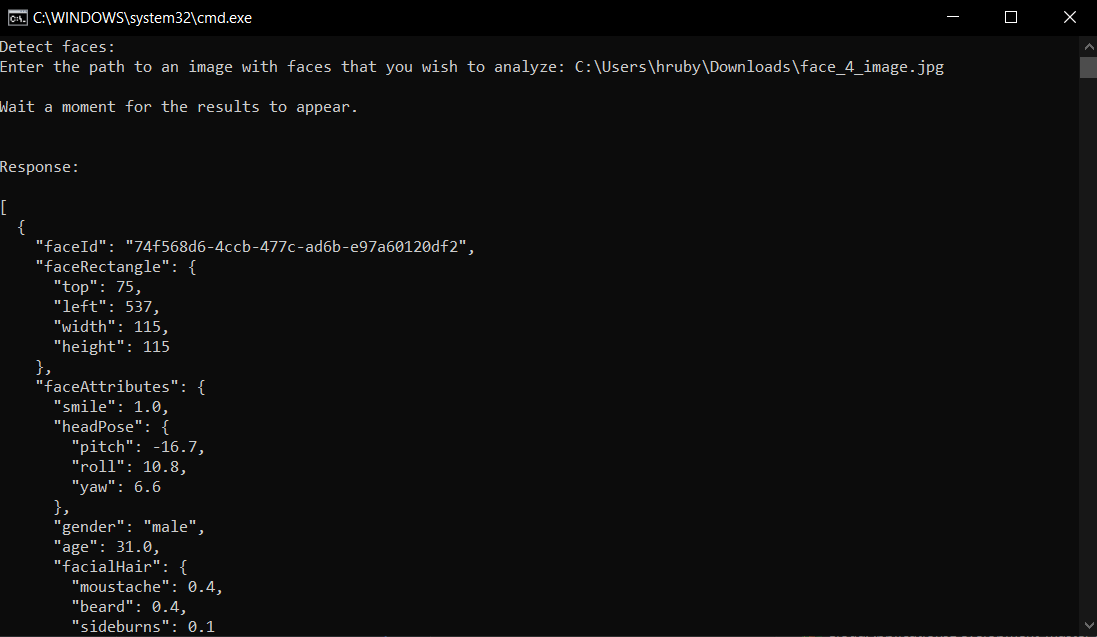 C:\WINDOWS\system32\cmd.exe
Detect faces:
Enter the path to an image with faces that you wish to analyze: C:\Users\hruby\Downloads\face_4_image.jpg
Wait a moment for the results to appear.
Response:
[
  {
    "faceId": "74f568d6-4ccb-477c-ad6b-e97a60120df2",
    "faceRectangle": {
      "top": 75,
      "left": 537,
      "width": 115,
      "height": 115
    },
    "faceAttributes": {
      "smile": 1.0,
      "headPose": {
        "pitch": -16.7,
        "roll": 10.8,
        "yaw": 6.6
      },
      "gender": "male",
      "age": 31.0,
      "facialHair": {
        "moustache": 0.4,
        "beard": 0.4,
        "sideburns": 0.1